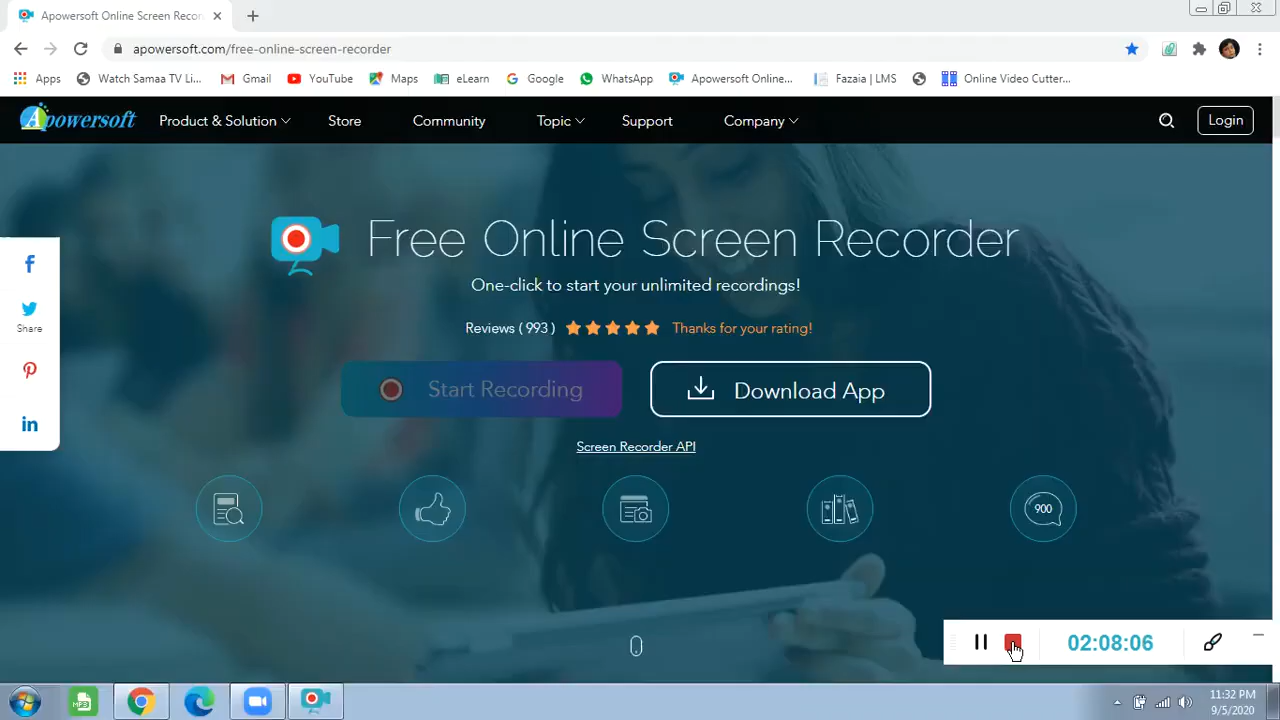 Apowersoft Online Screen Recor
apowersoft.com/free-online-screen-recorder
Apps
Watch Samaa TV Li...
Gmail
YouTube
Maps
eLearn
Google
WhatsApp
Apowersoft Online...
Fazaia | LMS
Online Video Cutter...
Apowersoft
Product & Solution
Store
Community
Topic
Support
Company
Login
Free Online Screen Recorder
One-click to start your unlimited recordings!
Reviews ( 993 )
Thanks for your rating!
Share
Start Recording
Download App
Screen Recorder API
900
02:08:06
MP3
11:32 PM
9/5/2020